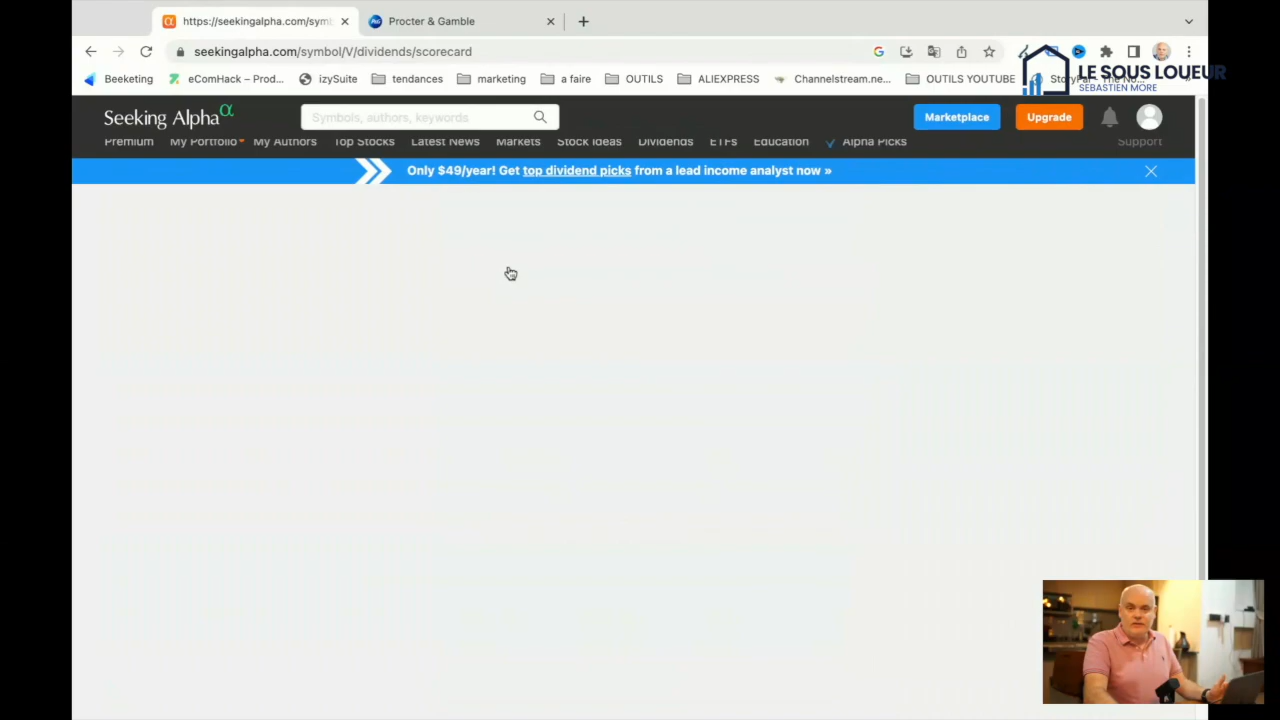 https://seekingalpha.com/symb
Procter & Gamble
seekingalpha.com/symbol/V/dividends/scorecard
Beeketing
eComHack – Prod...
izySuite
tendances
marketing
a faire
OUTILS
ALIEXPRESS
Channelstream.ne...
OUTILS YOUTUBE
LE SOUS LOUEUR
SEBASTIEN MORE
Seeking Alpha α
Symbols, authors, keywords
Marketplace
Upgrade
Premium
My Portfolio
My Authors
Top Stocks
Latest News
Markets
Stock Ideas
Dividends
ETFs
Education
Alpha Picks
Support
Only $49/year! Get top dividend picks from a lead income analyst now »